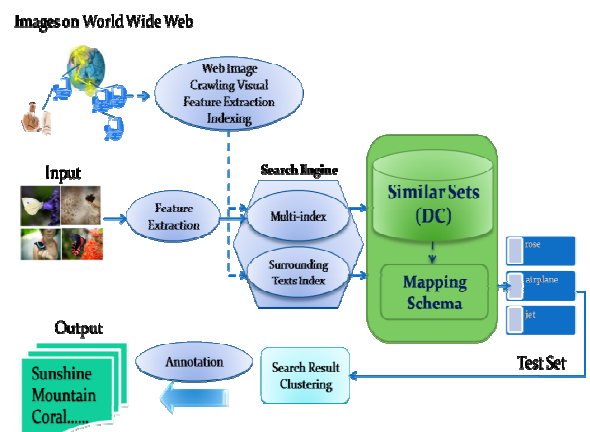 Images on World Wide Web
Web Image
Crawling Visual
Feature Extraction
Indexing
Input
Feature
Extraction
Search Engine
Multi-index
Surrounding
Texts Index
Similar Sets
(DC)
Mapping
Schema
rose
airplane
jet
Test Set
Output
Sunshine
Mountain
Coral......
Annotation
Search Result
Clustering